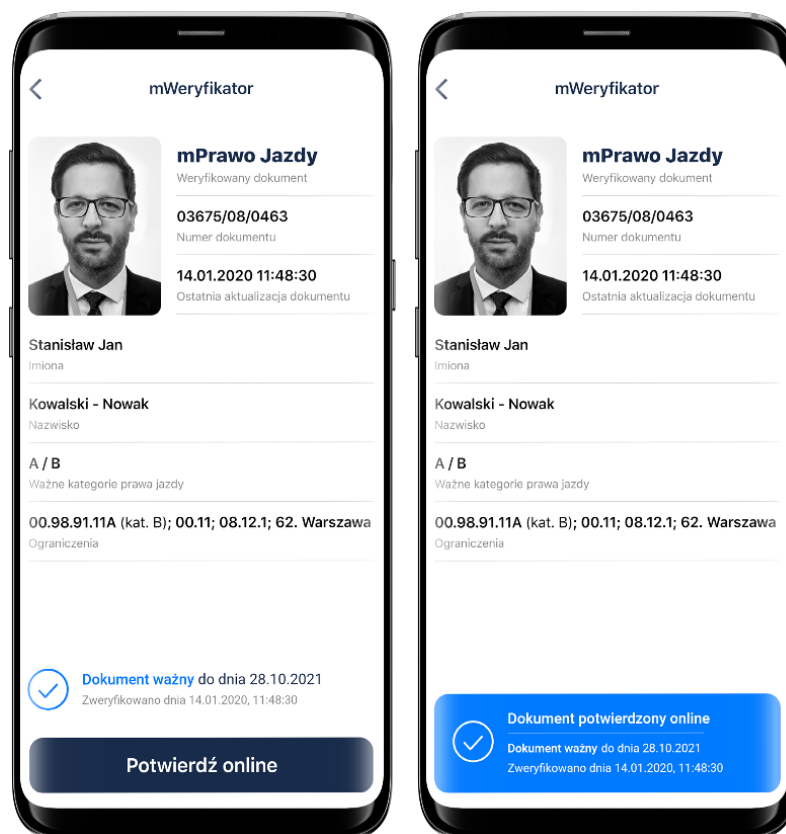 mWeryfikator
mPrawo Jazdy
Weryfikowany dokument
03675/08/0463
Numer dokumentu
14.01.2020 11:48:30
Ostatnia aktualizacja dokumentu
Stanisław Jan
Imiona
Kowalski - Nowak
Nazwisko
A / B
Ważne kategorie prawa jazdy
00.98.91.11A (kat. B); 00.11; 08.12.1; 62. Warszawa
Ograniczenia
Dokument ważny do dnia 28.10.2021
Zweryfikowano dnia 14.01.2020, 11:48:30
Potwierdź online
mWeryfikator
mPrawo Jazdy
Weryfikowany dokument
03675/08/0463
Numer dokumentu
14.01.2020 11:48:30
Ostatnia aktualizacja dokumentu
Stanisław Jan
Imiona
Kowalski - Nowak
Nazwisko
A / B
Ważne kategorie prawa jazdy
00.98.91.11A (kat. B); 00.11; 08.12.1; 62. Warszawa
Ograniczenia
Dokument potwierdzony online
Dokument ważny do dnia 28.10.2021
Zweryfikowano dnia 14.01.2020, 11:48:30